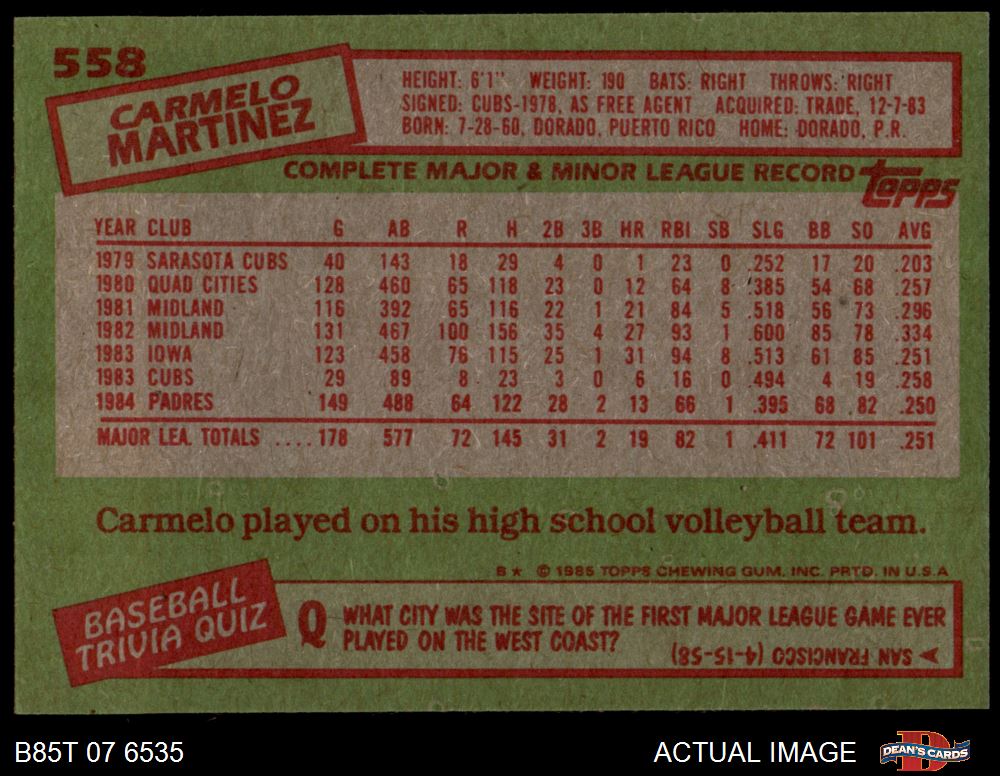 558
CARMELO
MARTINEZ
HEIGHT: 6'1" WEIGHT: 190 BATS: RIGHT THROWS: RIGHT
SIGNED: CUBS-1978, AS FREE AGENT ACQUIRED: TRADE, 12-7-83
BORN: 7-28-60, DORADO, PUERTO RICO HOME: DORADO, P.R.
COMPLETE MAJOR & MINOR LEAGUE RECORD topps
YEAR CLUB G AB R H 2B 3B HR RBI SB SLG BB SO AVG
1979 SARASOTA CUBS 40 143 18 29 4 0 1 23 0 .252 17 20 .203
1980 QUAD CITIES 128 460 65 118 23 0 12 64 8 .385 54 68 .257
1981 MIDLAND 116 392 65 116 22 1 21 84 5 .518 56 73 .296
1982 MIDLAND 131 467 100 156 35 4 27 93 1 .600 85 78 .334
1983 IOWA 123 458 76 115 25 1 31 94 8 .513 61 85 .251
1983 CUBS 29 89 8 23 3 0 6 16 0 .494 4 19 .258
1984 PADRES 149 488 64 122 28 2 13 66 1 .395 68 82 .250
MAJOR LEA. TOTALS .... 178 577 72 145 31 2 19 82 1 .411 72 101 .251
Carmelo played on his high school volleyball team.
B★ © 1985 TOPPS CHEWING GUM, INC. PRTD. IN U.S.A
BASEBALL
TRIVIA QUIZ
Q WHAT CITY WAS THE SITE OF THE FIRST MAJOR LEAGUE GAME EVER
PLAYED ON THE WEST COAST?
➤ SAN FRANCISCO (4-15-58)
B85T 07 6535
ACTUAL IMAGE
D
DEAN'S CARDS